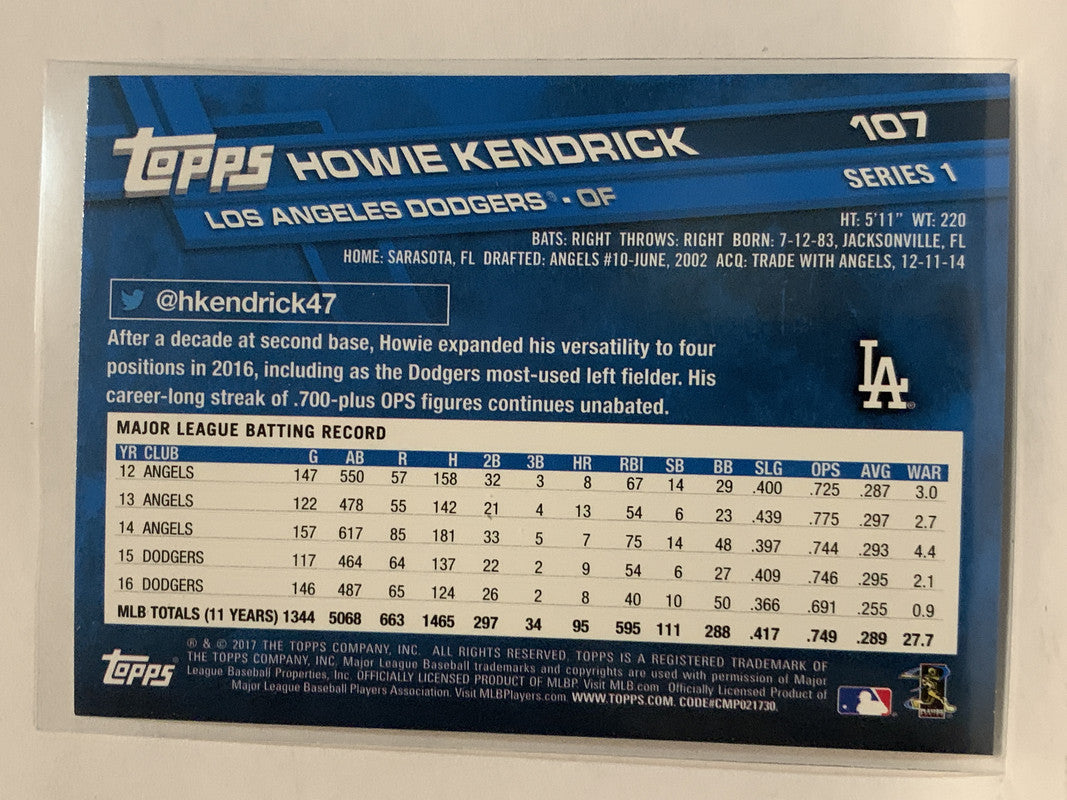 TOPPS HOWIE KENDRICK 107
LOS ANGELES DODGERS® • OF SERIES 1
HT: 5'11" WT: 220
BATS: RIGHT THROWS: RIGHT BORN: 7-12-83, JACKSONVILLE, FL
HOME: SARASOTA, FL DRAFTED: ANGELS #10-JUNE, 2002 ACQ: TRADE WITH ANGELS, 12-11-14
@hkendrick47
After a decade at second base, Howie expanded his versatility to four
positions in 2016, including as the Dodgers most-used left fielder. His
career-long streak of .700-plus OPS figures continues unabated.
LA®
MAJOR LEAGUE BATTING RECORD
YR CLUB G AB R H 2B 3B HR RBI SB BB SLG OPS AVG WAR
12 ANGELS 147 550 57 158 32 3 8 67 14 29 .400 .725 .287 3.0
13 ANGELS 122 478 55 142 21 4 13 54 6 23 .439 .775 .297 2.7
14 ANGELS 157 617 85 181 33 5 7 75 14 48 .397 .744 .293 4.4
15 DODGERS 117 464 64 137 22 2 9 54 6 27 .409 .746 .295 2.1
16 DODGERS 146 487 65 124 26 2 8 40 10 50 .366 .691 .255 0.9
MLB TOTALS (11 YEARS) 1344 5068 663 1465 297 34 95 595 111 288 .417 .749 .289 27.7
TOPPS®
® & © 2017 THE TOPPS COMPANY, INC. ALL RIGHTS RESERVED. TOPPS IS A REGISTERED TRADEMARK OF
THE TOPPS COMPANY, INC. Major League Baseball trademarks and copyrights are used with permission of Major
League Baseball Properties, Inc. OFFICIALLY LICENSED PRODUCT OF MLBP. Visit MLB.com Officially Licensed Product of
Major League Baseball Players Association. Visit MLBPlayers.com. WWW.TOPPS.COM. CODE#CMP021730.